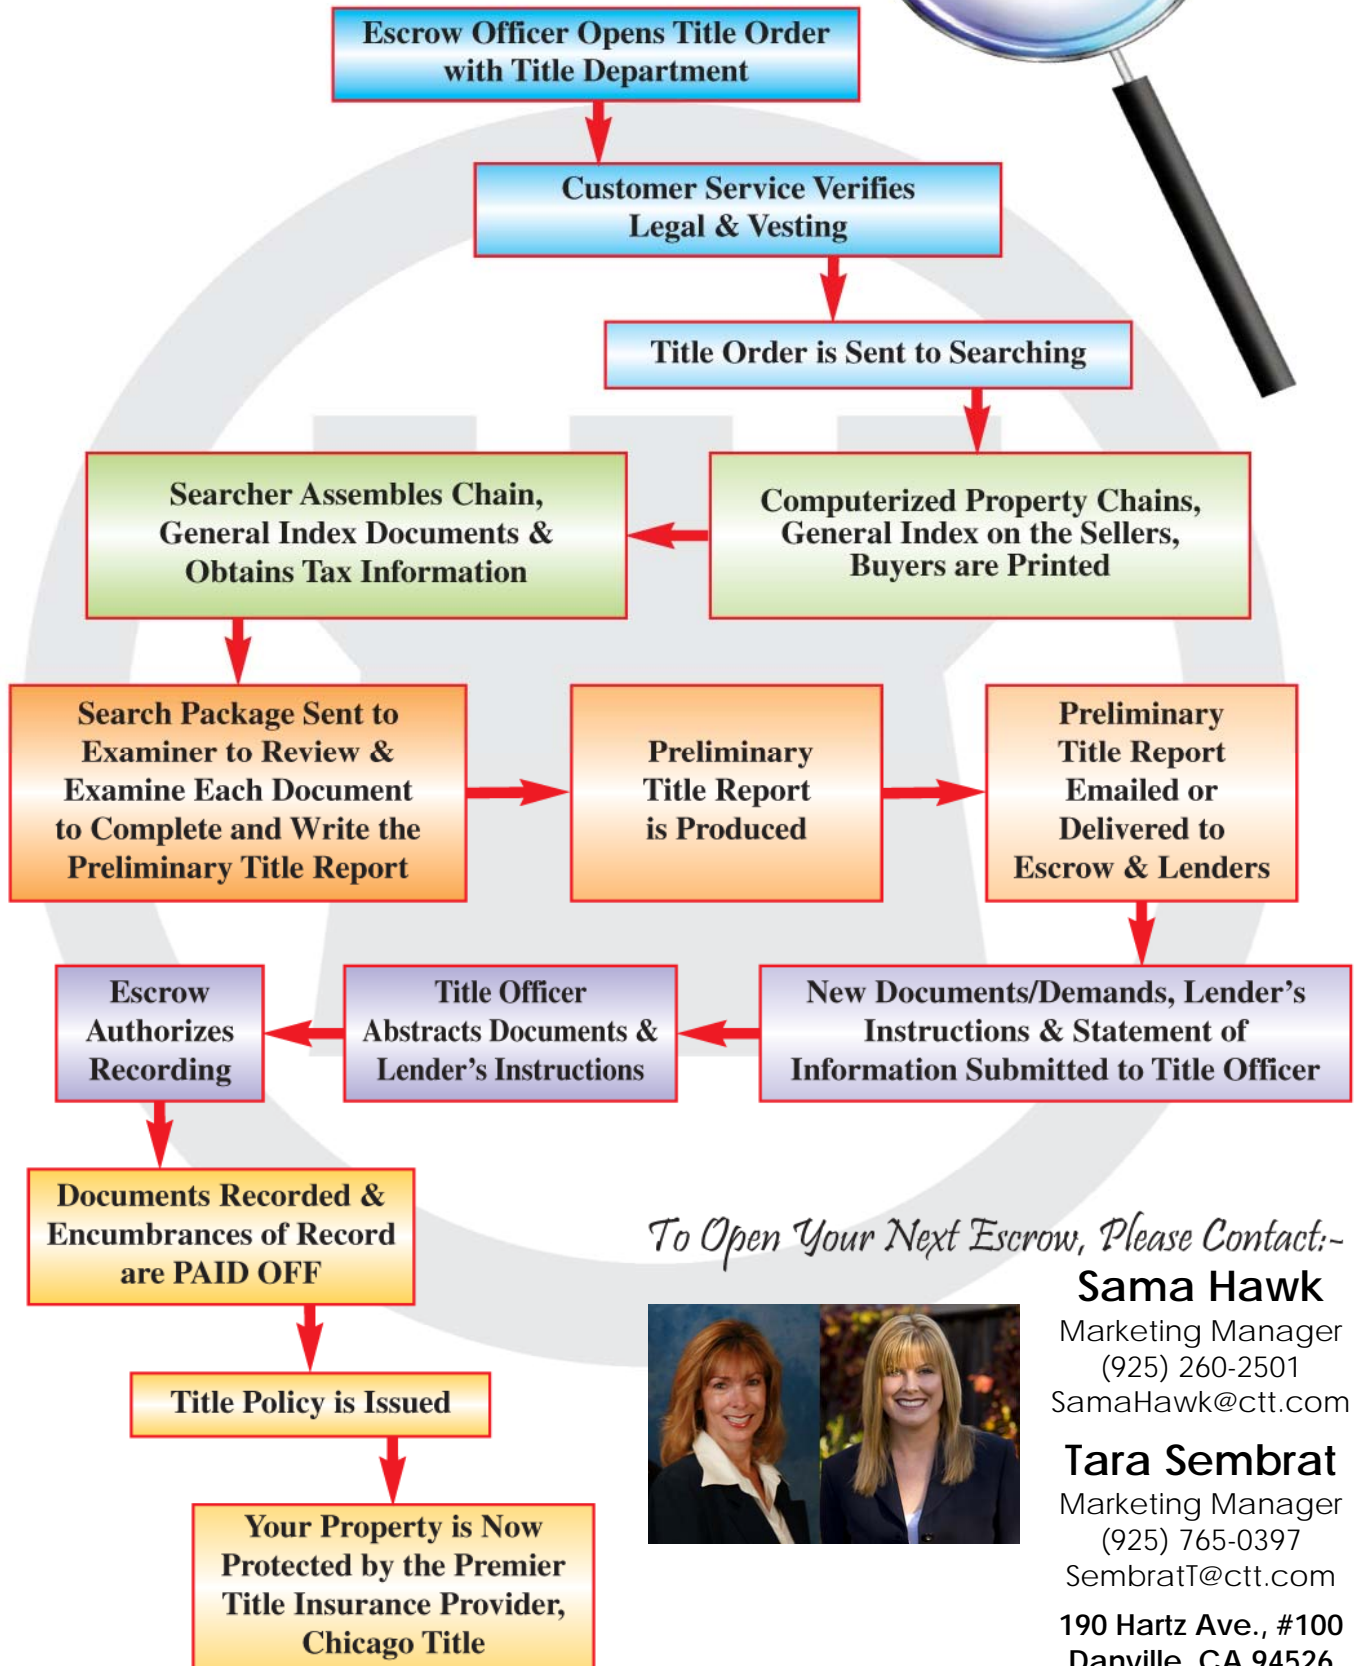 Escrow Officer Opens Title Order
with Title Department
Customer Service Verifies
Legal & Vesting
Title Order is Sent to Searching
Computerized Property Chains,
General Index on the Sellers,
Buyers are Printed
Searcher Assembles Chain,
General Index Documents &
Obtains Tax Information
Search Package Sent to
Examiner to Review &
Examine Each Document
to Complete and Write the
Preliminary Title Report
Preliminary
Title Report
is Produced
Preliminary
Title Report
Emailed or
Delivered to
Escrow & Lenders
New Documents/Demands, Lender's
Instructions & Statement of
Information Submitted to Title Officer
Title Officer
Abstracts Documents &
Lender's Instructions
Escrow
Authorizes
Recording
Documents Recorded &
Encumbrances of Record
are PAID OFF
Title Policy is Issued
Your Property is Now
Protected by the Premier
Title Insurance Provider,
Chicago Title
To Open Your Next Escrow, Please Contact:-
Sama Hawk
Marketing Manager
(925) 260-2501
SamaHawk@ctt.com
Tara Sembrat
Marketing Manager
(925) 765-0397
SembratT@ctt.com
190 Hartz Ave., #100
Danville, CA 94526